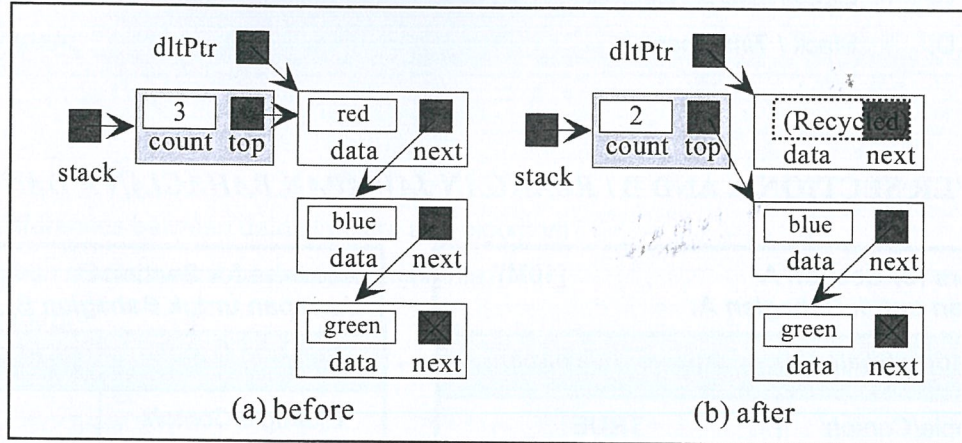 dltPtr
3
count top
stack
red
data next
blue
data next
green
data next
(a) before
dltPtr
2
count top
stack
(Recycled)
data next
blue
data next
green
data next
(b) after